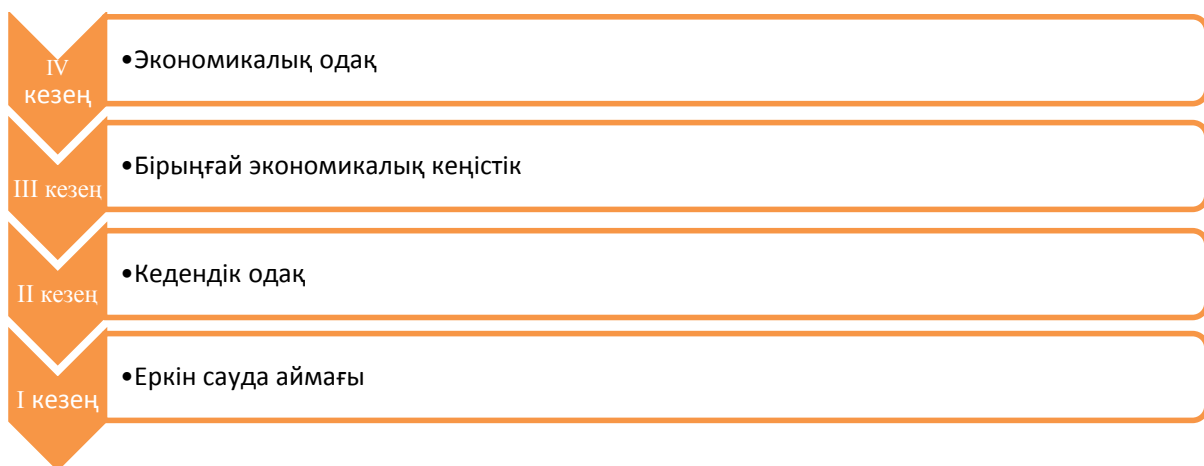 IV
кезең
•Экономикалық одақ
III кезең
•Бірыңғай экономикалық кеңістік
II кезең
•Кедендік одақ
I кезең
•Еркін сауда аймағы